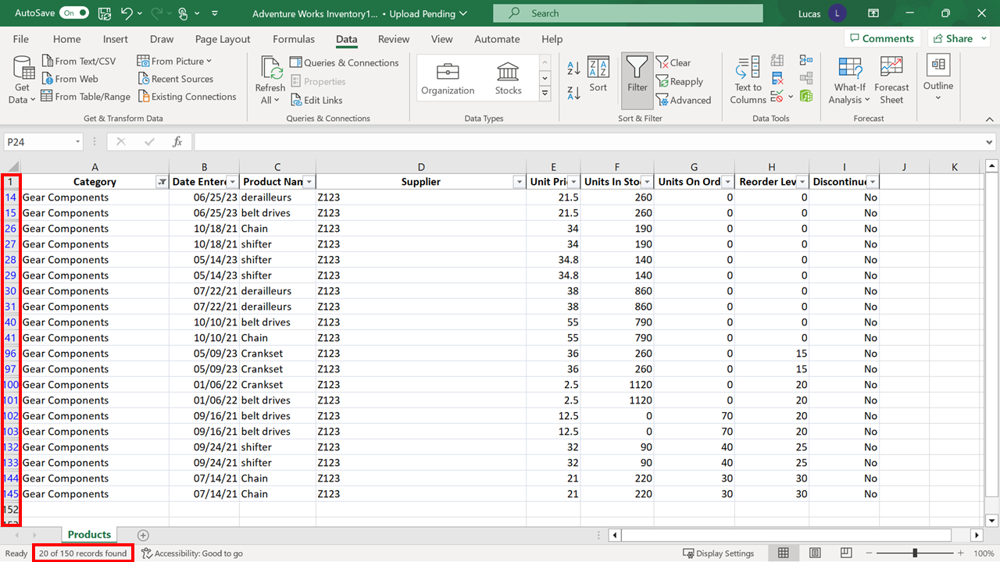 AutoSave On Adventure Works Inventory1... • Upload Pending Search Lucas L
File Home Insert Draw Page Layout Formulas Data Review View Automate Help Comments Share
From Text/CSV From Picture Queries & Connections Clear
From Web Recent Sources Properties Reapply
From Table/Range Existing Connections Edit Links Advanced
Get Data Refresh All Organization Stocks Sort Filter Text to Columns What-If Analysis Forecast Sheet Outline
Get & Transform Data Queries & Connections Data Types Sort & Filter Data Tools Forecast
P24 fx
A B C D E F G H I J K
1 Category Date Entere Product Nan Supplier Unit Pri Units In Sto Units On Ord Reorder Lev Discontinue
14 Gear Components 06/25/23 derailleurs Z123 21.5 260 0 0 No
15 Gear Components 06/25/23 belt drives Z123 21.5 260 0 0 No
26 Gear Components 10/18/21 Chain Z123 34 190 0 0 No
27 Gear Components 10/18/21 shifter Z123 34 190 0 0 No
28 Gear Components 05/14/23 shifter Z123 34.8 140 0 0 No
29 Gear Components 05/14/23 shifter Z123 34.8 140 0 0 No
30 Gear Components 07/22/21 derailleurs Z123 38 860 0 0 No
31 Gear Components 07/22/21 derailleurs Z123 38 860 0 0 No
40 Gear Components 10/10/21 belt drives Z123 55 790 0 0 No
41 Gear Components 10/10/21 Chain Z123 55 790 0 0 No
96 Gear Components 05/09/23 Crankset Z123 36 260 0 15 No
97 Gear Components 05/09/23 Crankset Z123 36 260 0 15 No
100 Gear Components 01/06/22 Crankset Z123 2.5 1120 0 20 No
101 Gear Components 01/06/22 belt drives Z123 2.5 1120 0 20 No
102 Gear Components 09/16/21 belt drives Z123 12.5 0 70 20 No
103 Gear Components 09/16/21 belt drives Z123 12.5 0 70 20 No
132 Gear Components 09/24/21 shifter Z123 32 90 40 25 No
133 Gear Components 09/24/21 shifter Z123 32 90 40 25 No
144 Gear Components 07/14/21 Chain Z123 21 220 30 30 No
145 Gear Components 07/14/21 Chain Z123 21 220 30 30 No
152
Products
Ready 20 of 150 records found Accessibility: Good to go Display Settings 100%